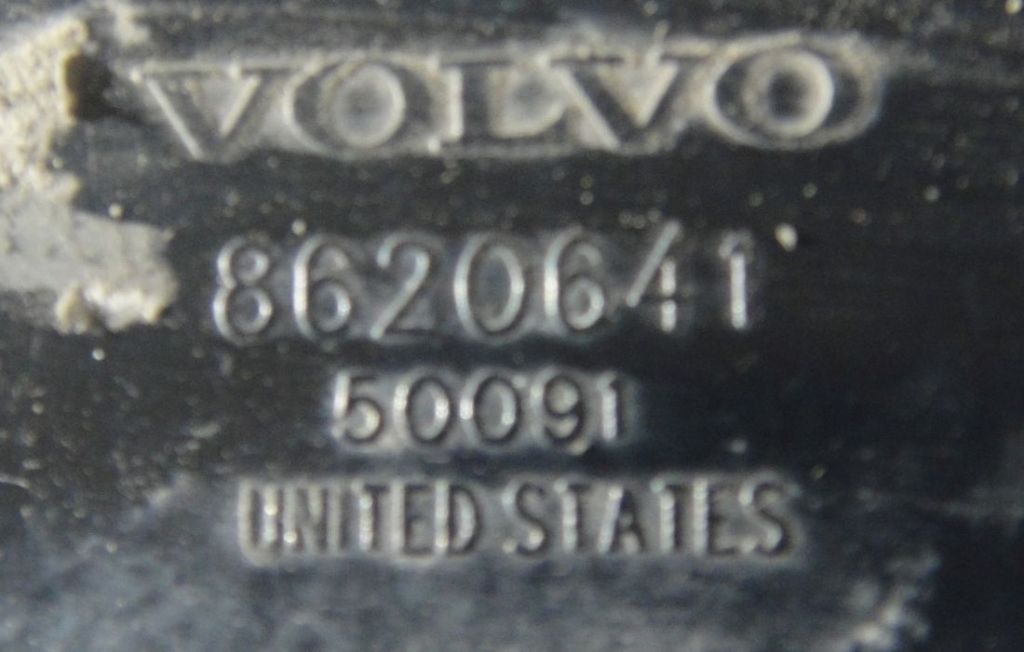 VOLVO
8620641
50091
UNITED STATES